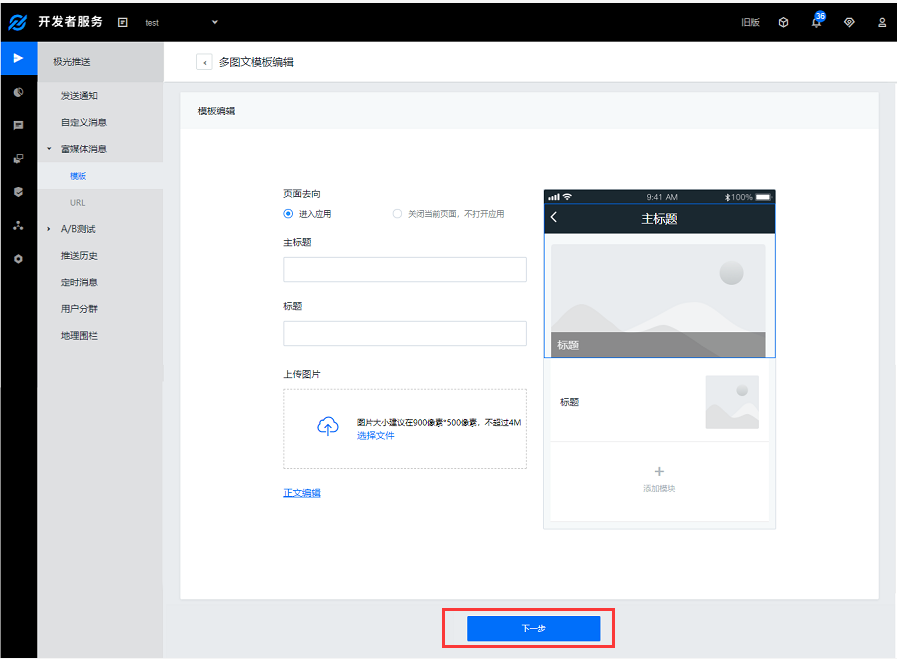 开发者服务 test 旧版 36
极光推送
多图文模板编辑
发送通知
自定义消息
富媒体消息
模版
URL
A/B测试
推送历史
定时消息
用户分群
地理围栏
模板编辑
页面去向
进入应用 关闭当前页面，不打开应用
主标题
标题
上传图片
图片大小建议在900像素*500像素，不超过4M
选择文件
正文编辑
9:41 AM 100%
主标题
标题
标题
添加模块
下一步